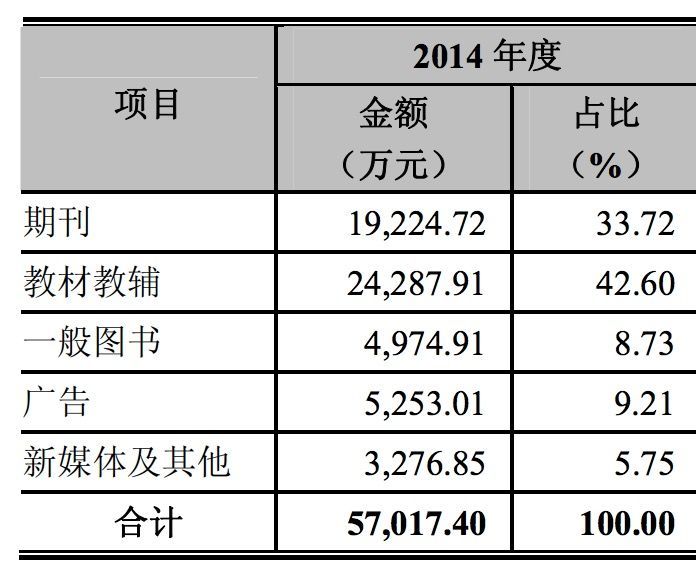 项目 2014 年度
金额（万元） 占比（%）
期刊 19,224.72 33.72
教材教辅 24,287.91 42.60
一般图书 4,974.91 8.73
广告 5,253.01 9.21
新媒体及其他 3,276.85 5.75
合计 57,017.40 100.00